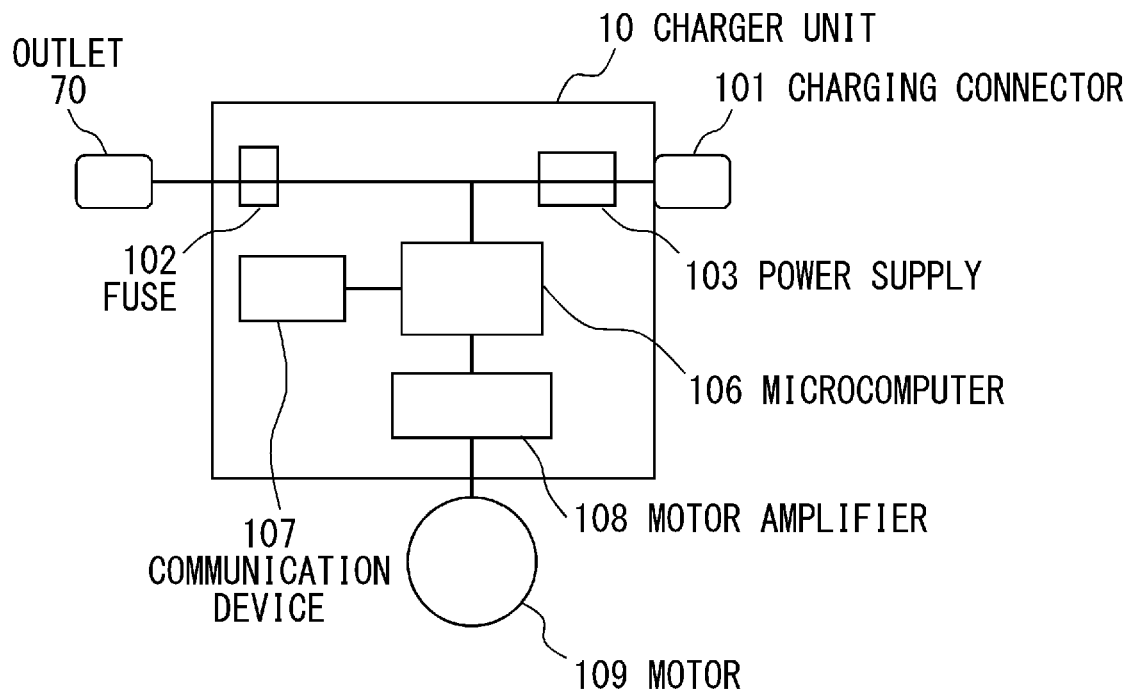 10 CHARGER UNIT
OUTLET
70
101 CHARGING CONNECTOR
102
FUSE
103 POWER SUPPLY
106 MICROCOMPUTER
108 MOTOR AMPLIFIER
107
COMMUNICATION
DEVICE
109 MOTOR